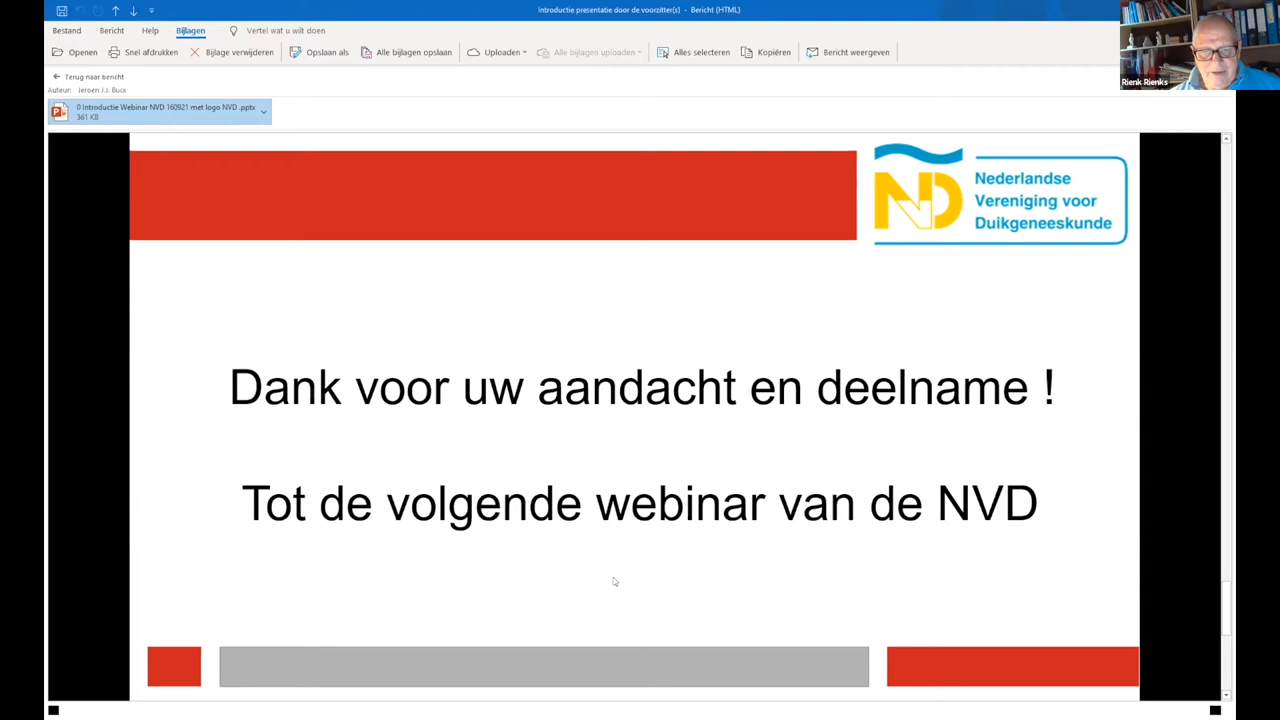 Introductie presentatie door de voorzitter(s) - Bericht (HTML)
Bestand Bericht Help Bijlagen Vertel wat u wilt doen
Openen Snel afdrukken Bijlage verwijderen Opslaan als Alle bijlagen opslaan Uploaden Alle bijlagen uploaden Alles selecteren Kopiëren Bericht weergeven
Rienk Rienks
Terug naar bericht
Auteur: Jeroen J.J. Bucx
0 Introductie Webinar NVD 160921 met logo NVD .pptx
361 KB
NVD
Nederlandse
Vereniging voor
Duikgeneeskunde
Dank voor uw aandacht en deelname !
Tot de volgende webinar van de NVD